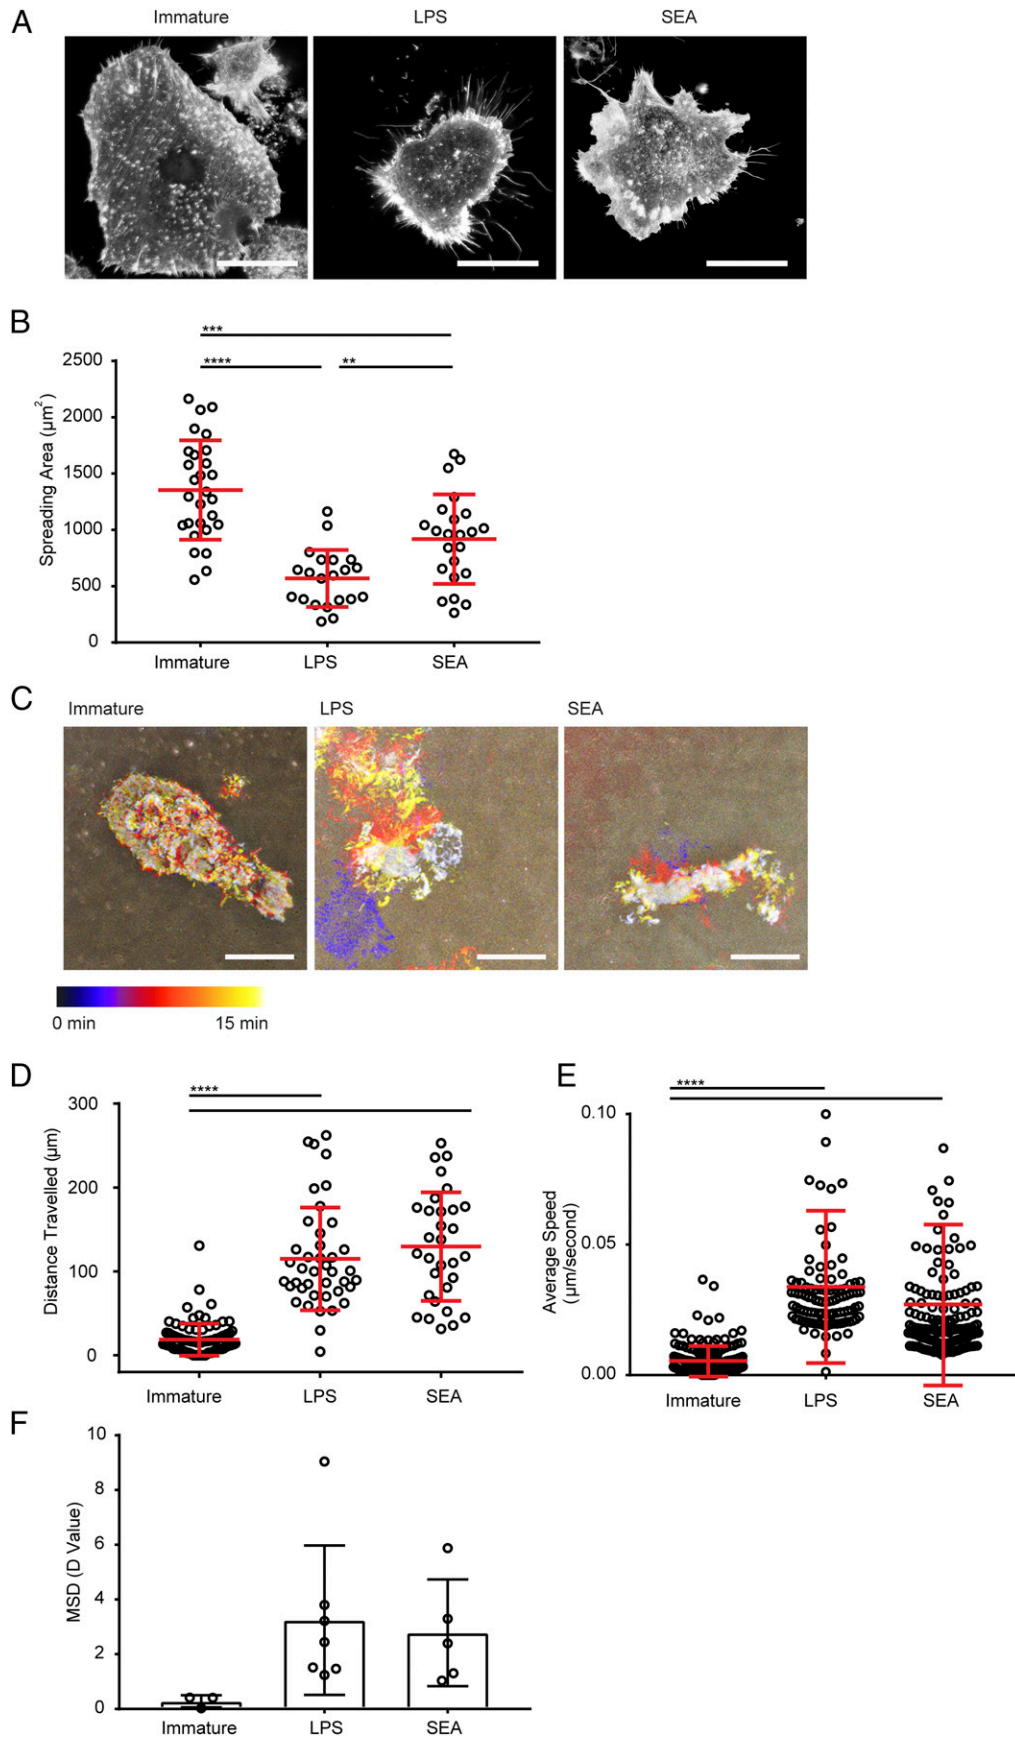 A
Immature LPS SEA
B
***
**** **
2500
2000
1500
1000
500
0
Spreading Area (µm²)
Immature LPS SEA
C
Immature LPS SEA
0 min 15 min
D
****
300
200
100
0
Distance Travelled (µm)
Immature LPS SEA
E
****
0.10
0.05
0.00
Average Speed
(µm/second)
Immature LPS SEA
F
10
8
6
4
2
0
MSD (D Value)
Immature LPS SEA